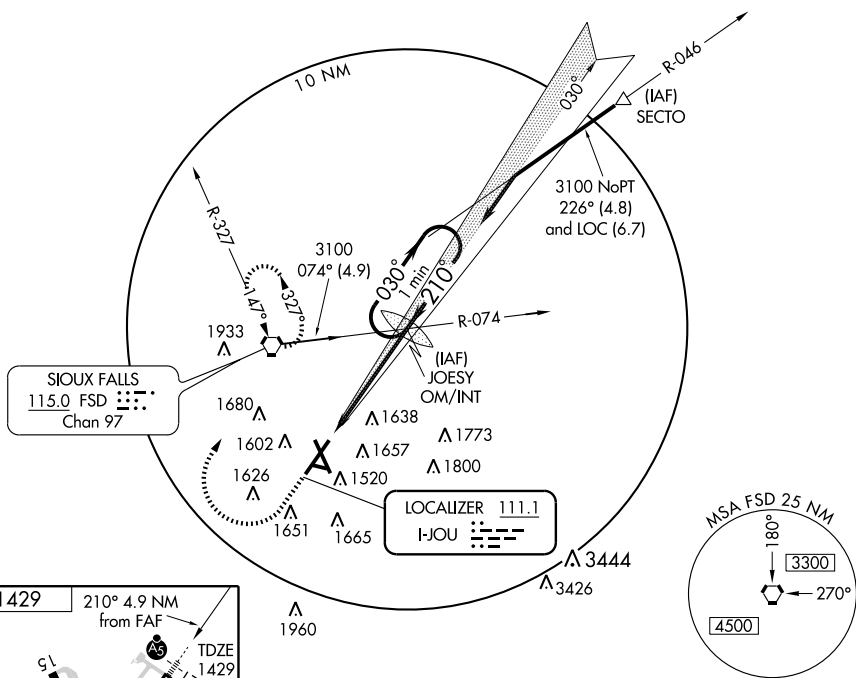 10 NM
R-046
030°
(IAF)
SECTO
3100 NoPT
226° (4.8)
and LOC (6.7)
R-327
3100
074° (4.9)
030°
1 min
210°
147°
327°
R-074
1933
(IAF)
JOESY
OM/INT
SIOUX FALLS
115.0 FSD
Chan 97
1680
1638
1602
1657
1773
1626
1520
1800
1651
1665
LOCALIZER 111.1
I-JOU
3444
3426
1960
MSA FSD 25 NM
180°
3300
270°
4500
1429
210° 4.9 NM
from FAF
A5
TDZE
1429
15